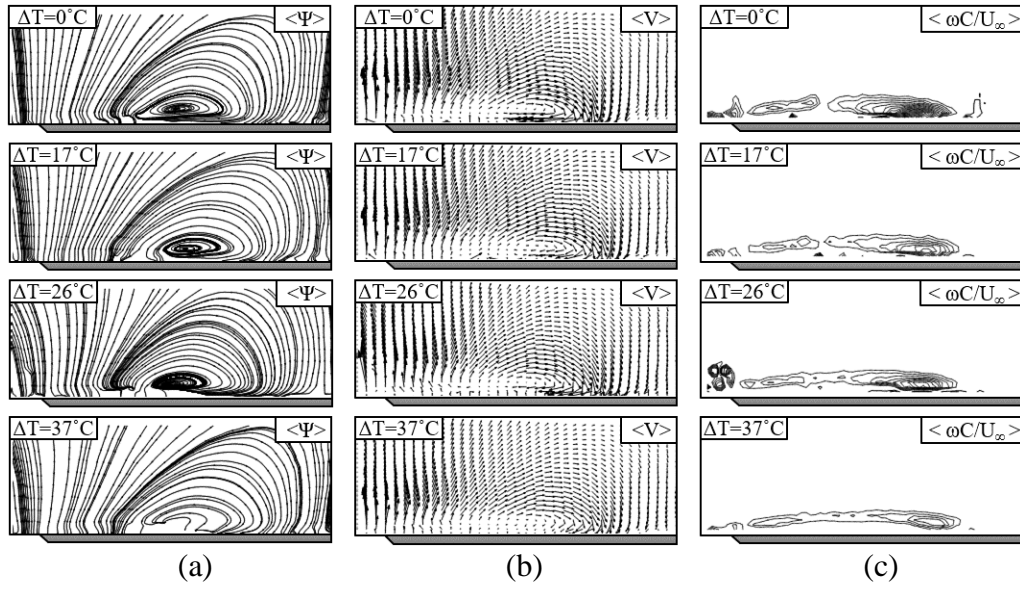 ΔT=0˚C <Ψ> ΔT=0˚C <V> ΔT=0˚C < ωC/U∞ >
ΔT=17˚C <Ψ> ΔT=17˚C <V> ΔT=17˚C < ωC/U∞ >
ΔT=26˚C <Ψ> ΔT=26˚C <V> ΔT=26˚C < ωC/U∞ >
ΔT=37˚C <Ψ> ΔT=37˚C <V> ΔT=37˚C < ωC/U∞ >
(a) (b) (c)